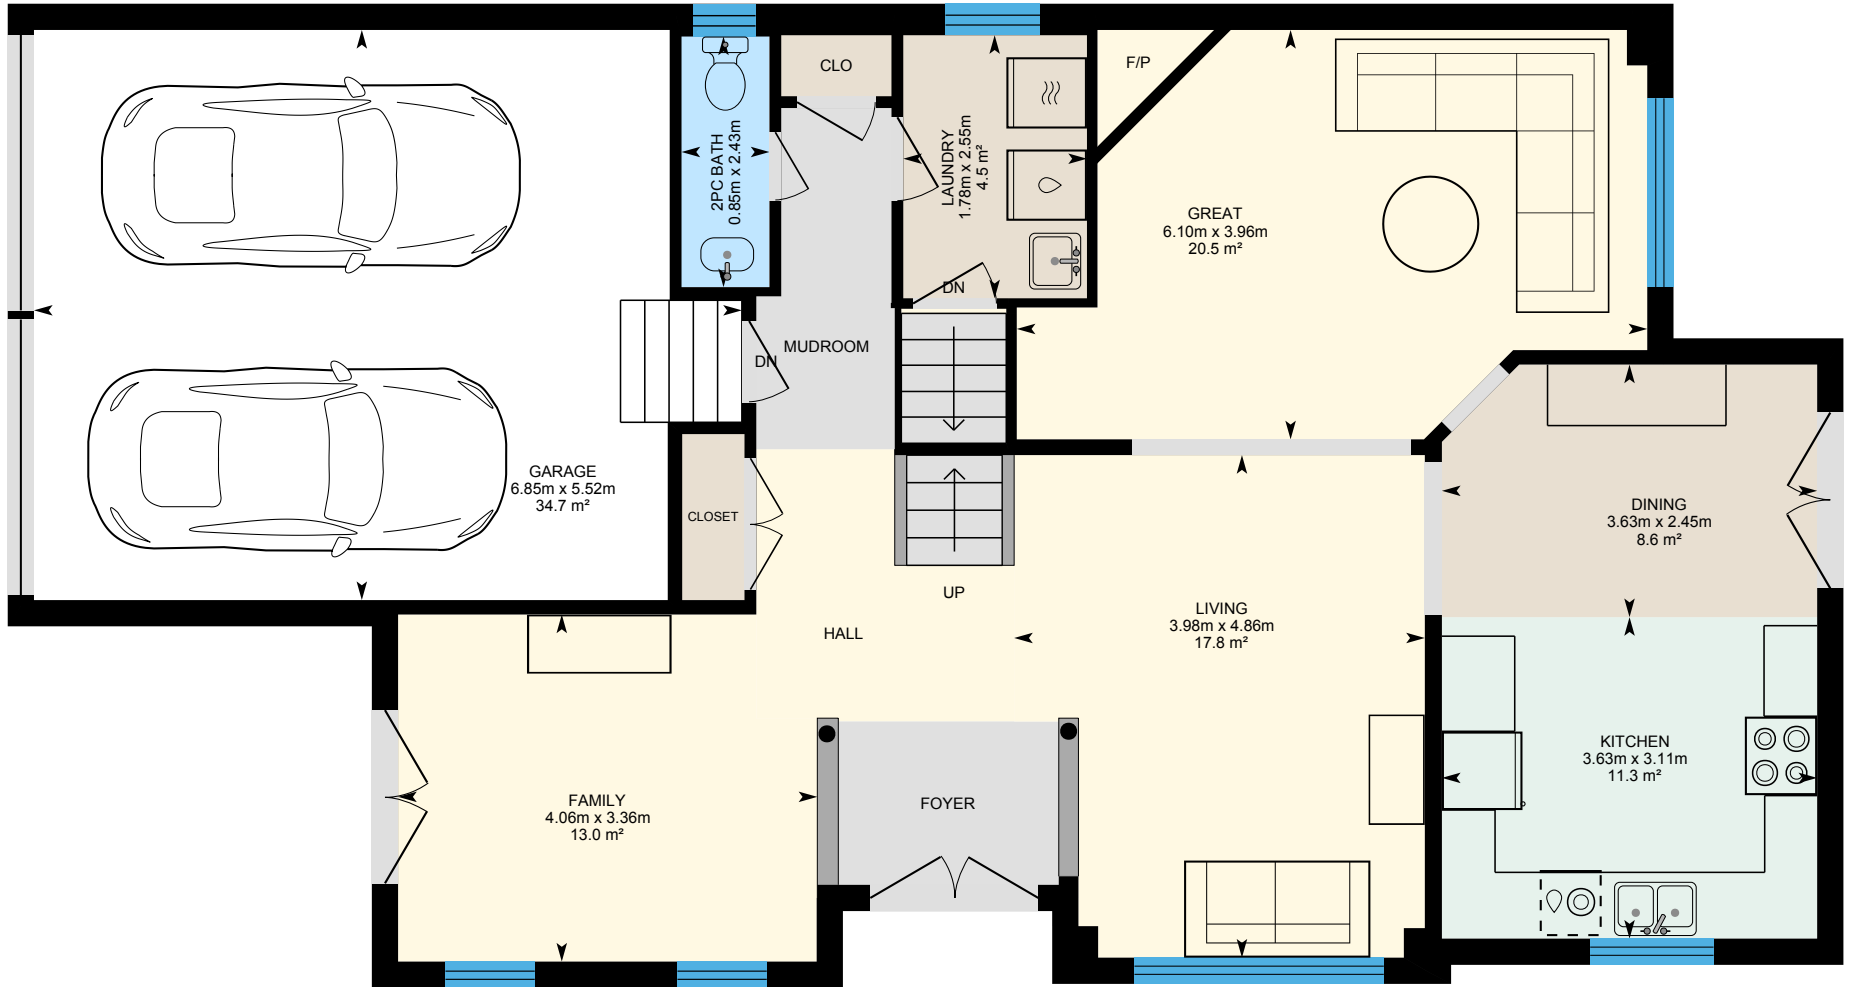 CLO
F/P
2PC BATH
0.85m x 2.43m
LAUNDRY
1.78m x 2.55m
4.5 m²
GREAT
6.10m x 3.96m
20.5 m²
DN
MUDROOM
DN
GARAGE
6.85m x 5.52m
34.7 m²
CLOSET
DINING
3.63m x 2.45m
8.6 m²
UP
HALL
LIVING
3.98m x 4.86m
17.8 m²
KITCHEN
3.63m x 3.11m
11.3 m²
FAMILY
4.06m x 3.36m
13.0 m²
FOYER